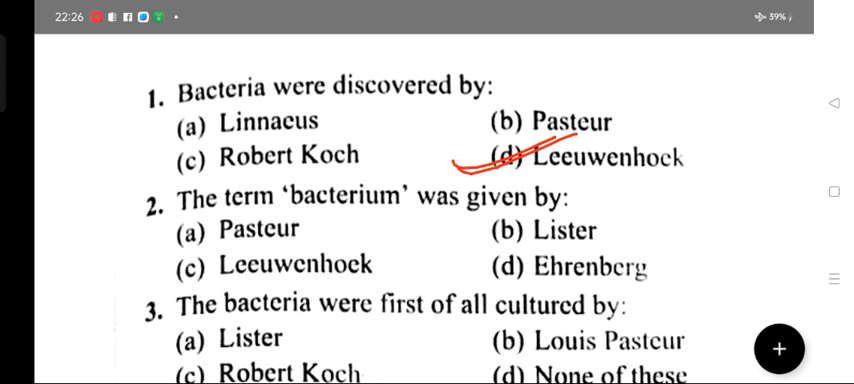 22:26
39%
1. Bacteria were discovered by:
(a) Linnaeus (b) Pasteur
(c) Robert Koch (d) Leeuwenhoek
2. The term ‘bacterium’ was given by:
(a) Pasteur (b) Lister
(c) Leeuwenhoek (d) Ehrenberg
3. The bacteria were first of all cultured by:
(a) Lister (b) Louis Pasteur
(c) Robert Koch (d) None of these